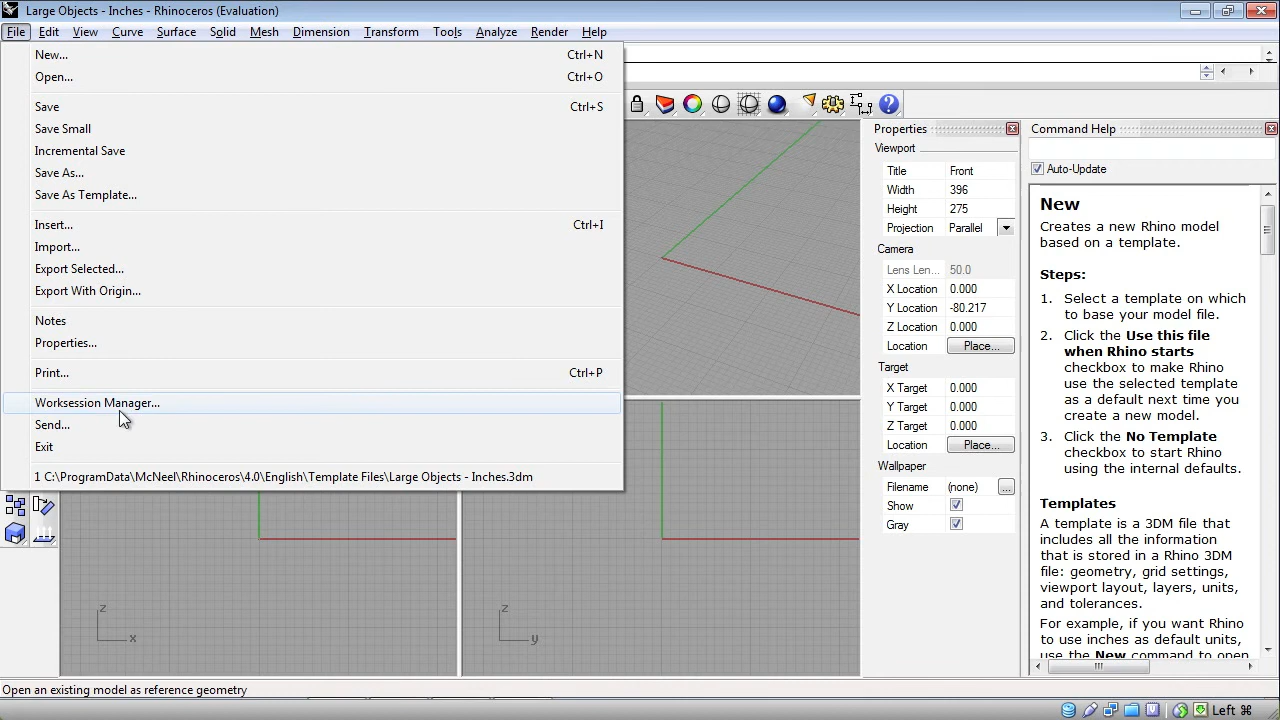 Large Objects - Inches - Rhinoceros (Evaluation)
File Edit View Curve Surface Solid Mesh Dimension Transform Tools Analyze Render Help
New... Ctrl+N
Open... Ctrl+O
Save Ctrl+S
Save Small
Incremental Save
Save As...
Save As Template...
Insert... Ctrl+I
Import...
Export Selected...
Export With Origin...
Notes
Properties...
Print... Ctrl+P
Worksession Manager...
Send...
Exit
1 C:\ProgramData\McNeel\Rhinoceros\4.0\English\Template Files\Large Objects - Inches.3dm
z
x
z
y
Properties
Viewport
Title Front
Width 396
Height 275
Projection Parallel
Camera
Lens Len... 50.0
X Location 0.000
Y Location -80.217
Z Location 0.000
Location Place...
Target
X Target 0.000
Y Target 0.000
Z Target 0.000
Location Place...
Wallpaper
Filename (none) ...
Show
Gray
Command Help
Auto-Update
New
Creates a new Rhino model
based on a template.
Steps:
1. Select a template on which
to base your model file.
2. Click the Use this file
when Rhino starts
checkbox to make Rhino
use the selected template
as a default next time you
create a new model.
3. Click the No Template
checkbox to start Rhino
using the internal defaults.
Templates
A template is a 3DM file that
includes all the information
that is stored in a Rhino 3DM
file: geometry, grid settings,
viewport layout, layers, units,
and tolerances.
For example, if you want Rhino
to use inches as default units,
use the New command to open
Open an existing model as reference geometry
Left ⌘